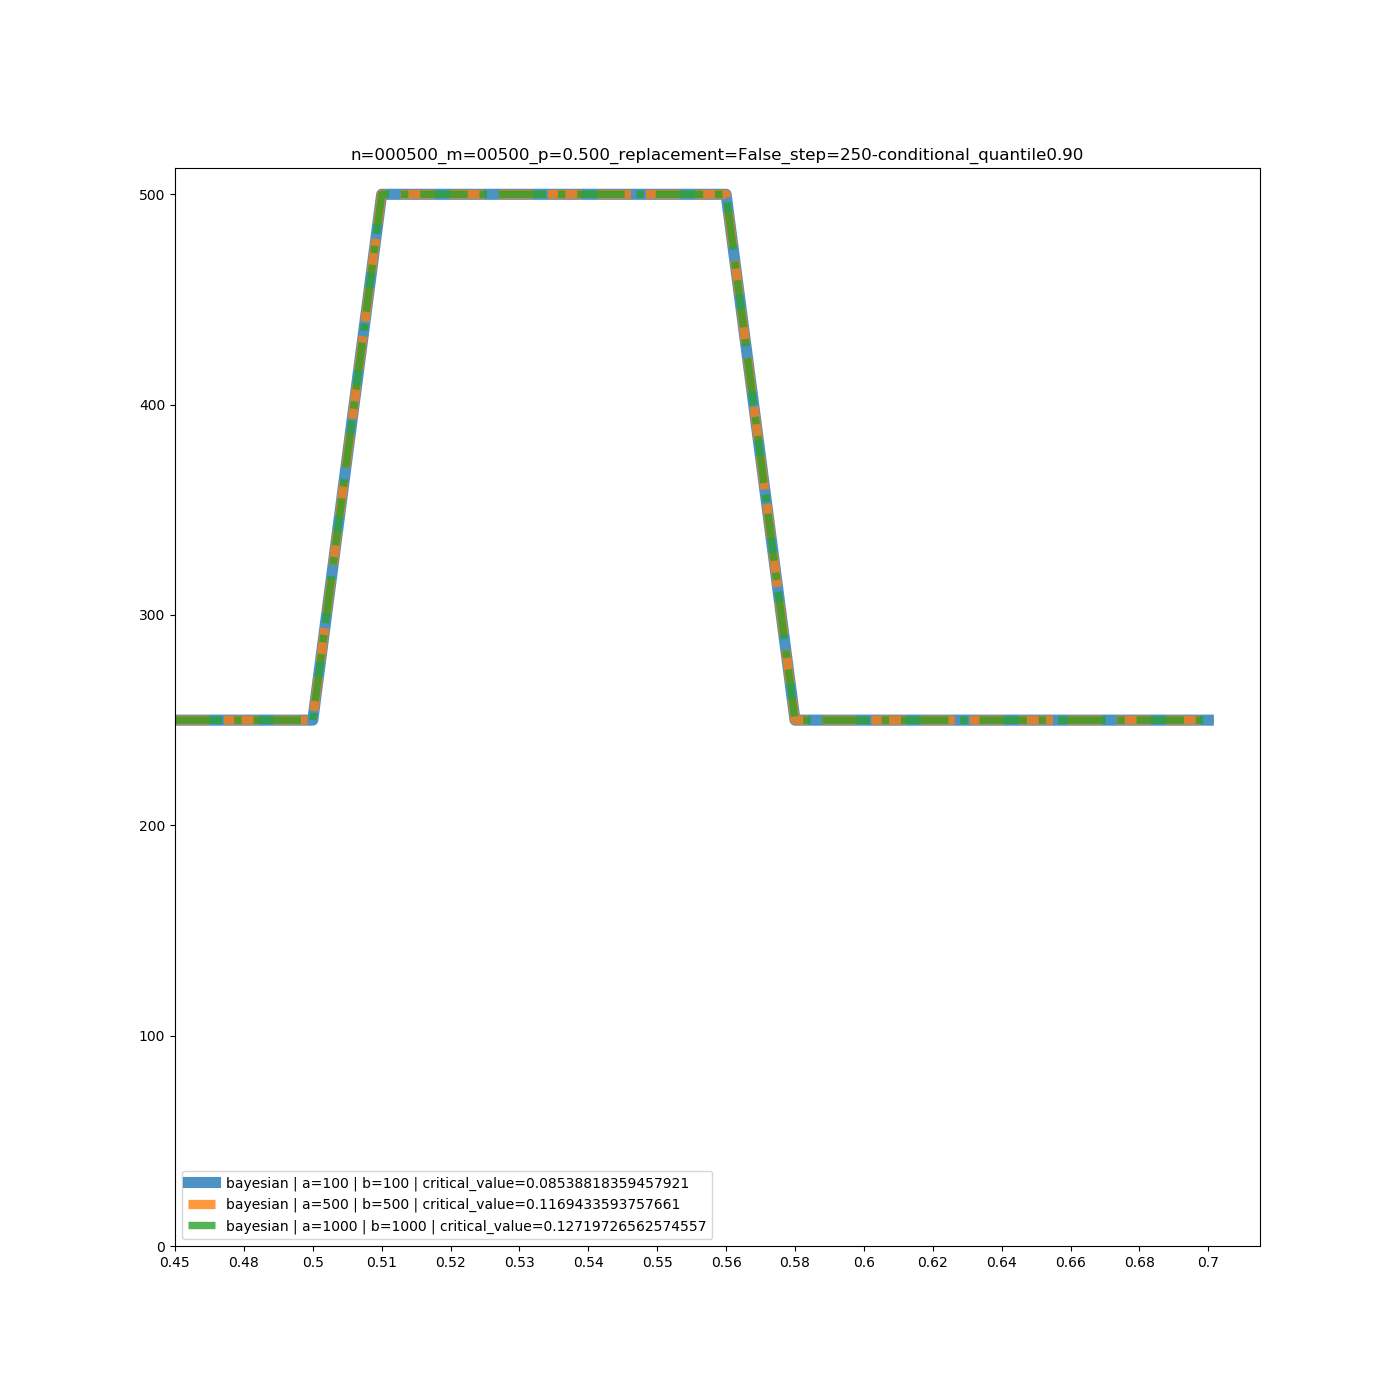 n=000500_m=00500_p=0.500_replacement=False_step=250-conditional_quantile0.90
500
400
300
200
100
0
bayesian | a=100 | b=100 | critical_value=0.08538818359457921
bayesian | a=500 | b=500 | critical_value=0.1169433593757661
bayesian | a=1000 | b=1000 | critical_value=0.12719726562574557
0.45 0.48 0.5 0.51 0.52 0.53 0.54 0.55 0.56 0.58 0.6 0.62 0.64 0.66 0.68 0.7